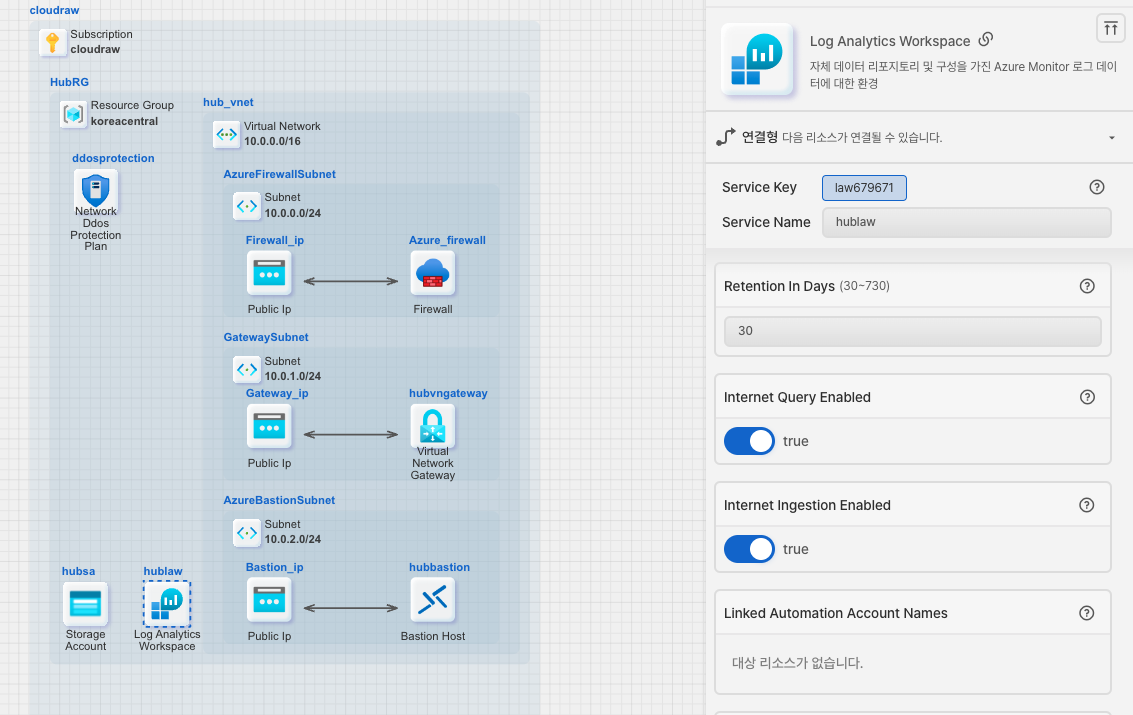 cloudraw
Subscription
cloudraw
HubRG
Resource Group
koreacentral
ddosprotection
Network
Ddos
Protection
Plan
hub_vnet
Virtual Network
10.0.0.0/16
AzureFirewallSubnet
Subnet
10.0.0.0/24
Firewall_ip
Public Ip
Azure_firewall
Firewall
GatewaySubnet
Subnet
10.0.1.0/24
Gateway_ip
Public Ip
hubvngateway
Virtual
Network
Gateway
AzureBastionSubnet
Subnet
10.0.2.0/24
Bastion_ip
Public Ip
hubbastion
Bastion Host
hubsa
Storage
Account
hublaw
Log Analytics
Workspace
Log Analytics Workspace
자체 데이터 리포지토리 및 구성을 가진 Azure Monitor 로그 데이
터에 대한 환경
연결형 다음 리소스가 연결될 수 있습니다.
Service Key law679671
Service Name hublaw
Retention In Days (30~730)
30
Internet Query Enabled
true
Internet Ingestion Enabled
true
Linked Automation Account Names
대상 리소스가 없습니다.